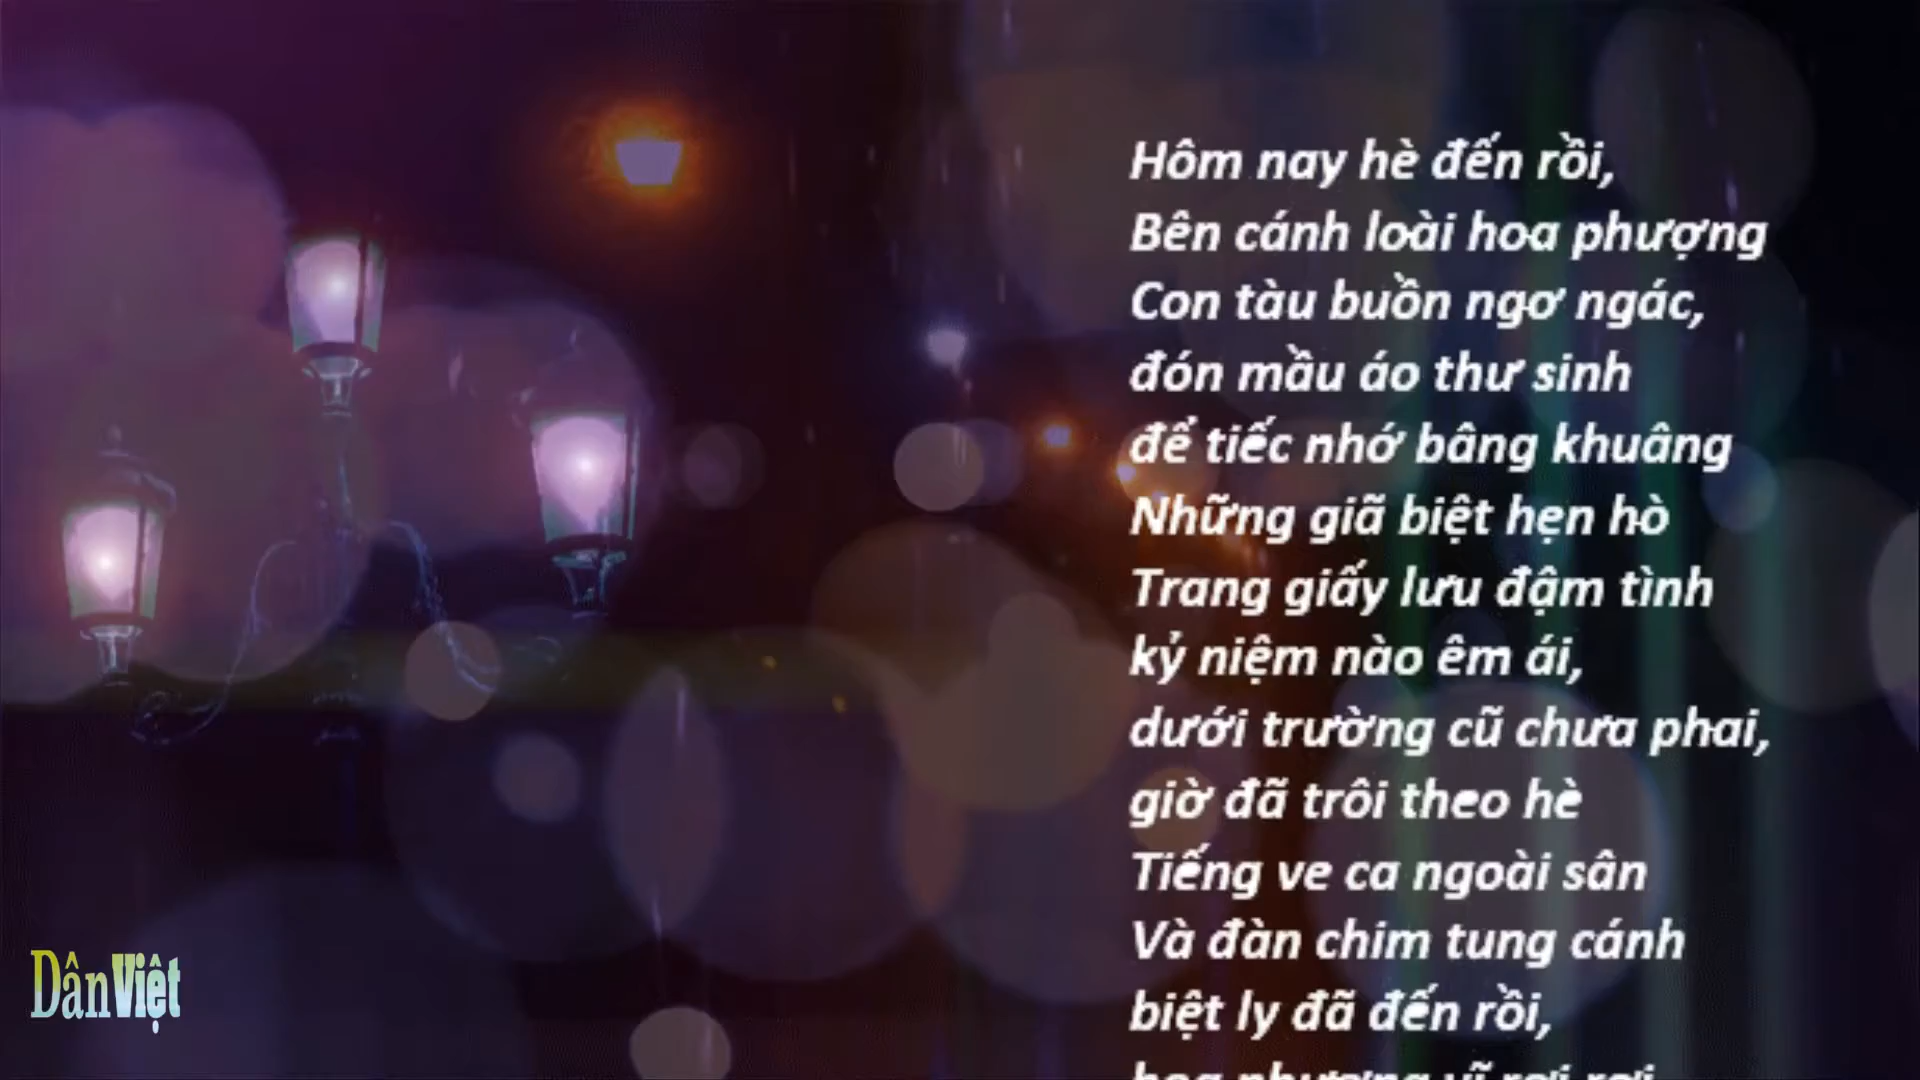 Hôm nay hè đến rồi,
Bên cánh loài hoa phượng
Con tàu buồn ngơ ngác,
đón mầu áo thư sinh
để tiếc nhớ bâng khuâng
Những giã biệt hẹn hò
Trang giấy lưu đậm tình
kỷ niệm nào êm ái,
dưới trường cũ chưa phai,
giờ đã trôi theo hè
Tiếng ve ca ngoài sân
Và đàn chim tung cánh
biệt ly đã đến rồi,
DânViệt